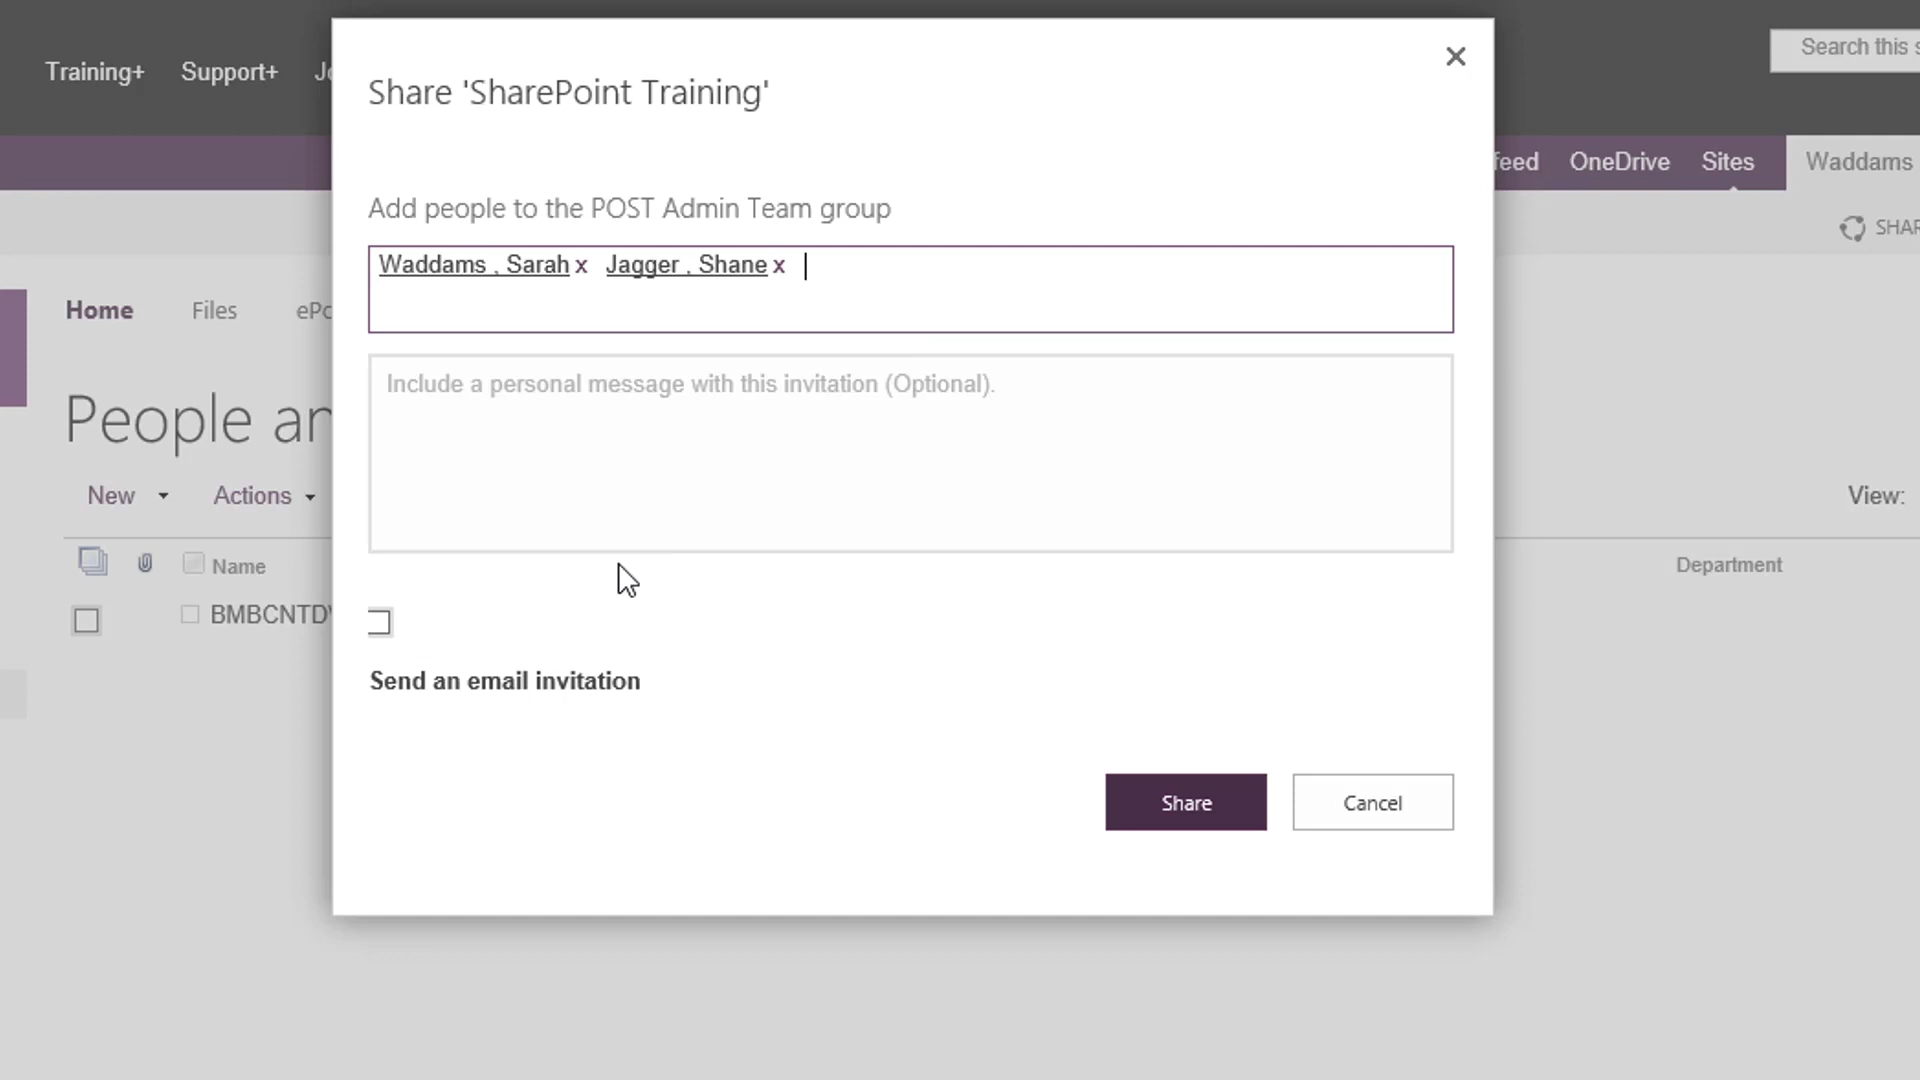 Training+ Support+
Search this
Share 'SharePoint Training'
feed OneDrive Sites Waddams
Add people to the POST Admin Team group
Waddams , Sarah x Jagger , Shane x
Home Files
Include a personal message with this invitation (Optional).
People
New Actions View:
Name Department
Send an email invitation
Share Cancel